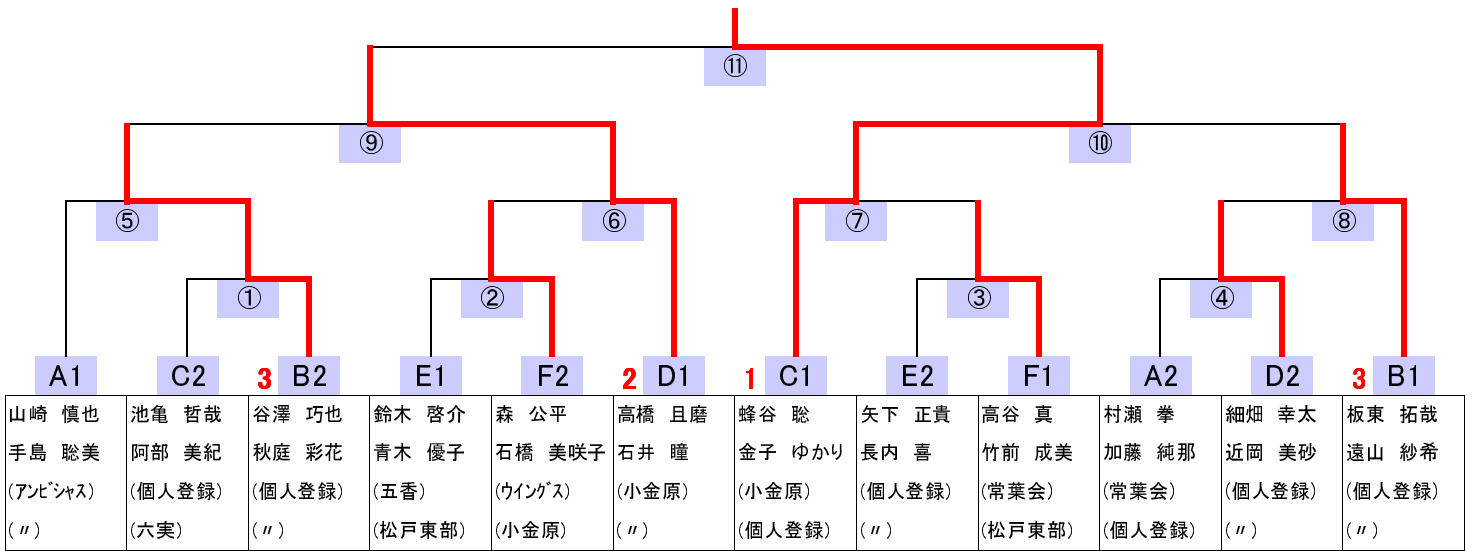 ⑪
⑨ ⑩
⑤ ⑥ ⑦ ⑧
① ② ③ ④
A1 C2 3 B2 E1 F2 2 D1 1 C1 E2 F1 A2 D2 3 B1
山崎 慎也 池亀 哲哉 谷澤 巧也 鈴木 啓介 森 公平 高橋 且磨 蜂谷 聡 矢下 正貴 高谷 真 村瀬 拳 細畑 幸太 板東 拓哉
手島 聡美 阿部 美紀 秋庭 彩花 青木 優子 石橋 美咲子 石井 瞳 金子 ゆかり 長内 喜 竹前 成美 加藤 純那 近岡 美砂 遠山 紗希
(ｱﾝﾋﾞｼｬｽ) (個人登録) (個人登録) (五香) (ｳｲﾝｸﾞｽ) (小金原) (小金原) (個人登録) (常葉会) (常葉会) (個人登録) (個人登録)
(〃) (六実) (〃) (松戸東部) (小金原) (〃) (個人登録) (〃) (松戸東部) (個人登録) (〃) (〃)